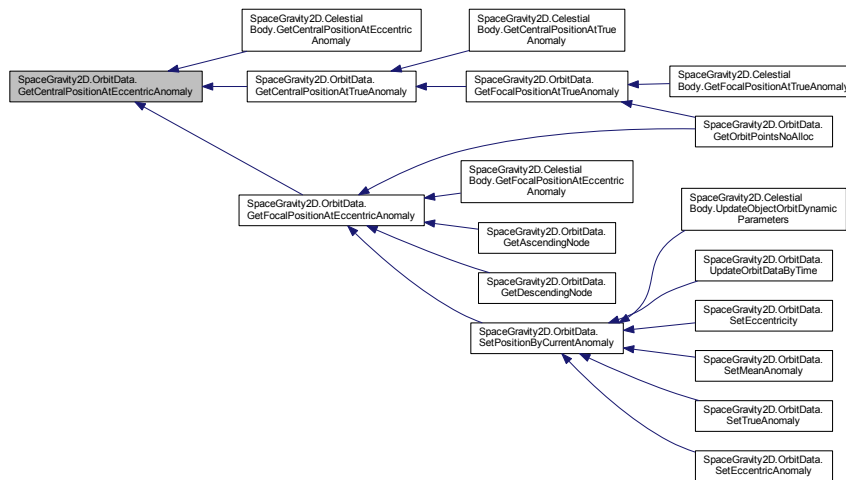 SpaceGravity2D.Celestial
Body.GetCentralPositionAtEccentric
Anomaly
SpaceGravity2D.Celestial
Body.GetCentralPositionAtTrue
Anomaly
SpaceGravity2D.OrbitData.
GetCentralPositionAtEccentricAnomaly
SpaceGravity2D.OrbitData.
GetCentralPositionAtTrueAnomaly
SpaceGravity2D.OrbitData.
GetFocalPositionAtTrueAnomaly
SpaceGravity2D.Celestial
Body.GetFocalPositionAtTrueAnomaly
SpaceGravity2D.OrbitData.
GetOrbitPointsNoAlloc
SpaceGravity2D.Celestial
Body.GetFocalPositionAtEccentric
Anomaly
SpaceGravity2D.OrbitData.
GetFocalPositionAtEccentricAnomaly
SpaceGravity2D.OrbitData.
GetAscendingNode
SpaceGravity2D.OrbitData.
GetDescendingNode
SpaceGravity2D.OrbitData.
SetPositionByCurrentAnomaly
SpaceGravity2D.Celestial
Body.UpdateObjectOrbitDynamic
Parameters
SpaceGravity2D.OrbitData.
UpdateOrbitDataByTime
SpaceGravity2D.OrbitData.
SetEccentricity
SpaceGravity2D.OrbitData.
SetMeanAnomaly
SpaceGravity2D.OrbitData.
SetTrueAnomaly
SpaceGravity2D.OrbitData.
SetEccentricAnomaly